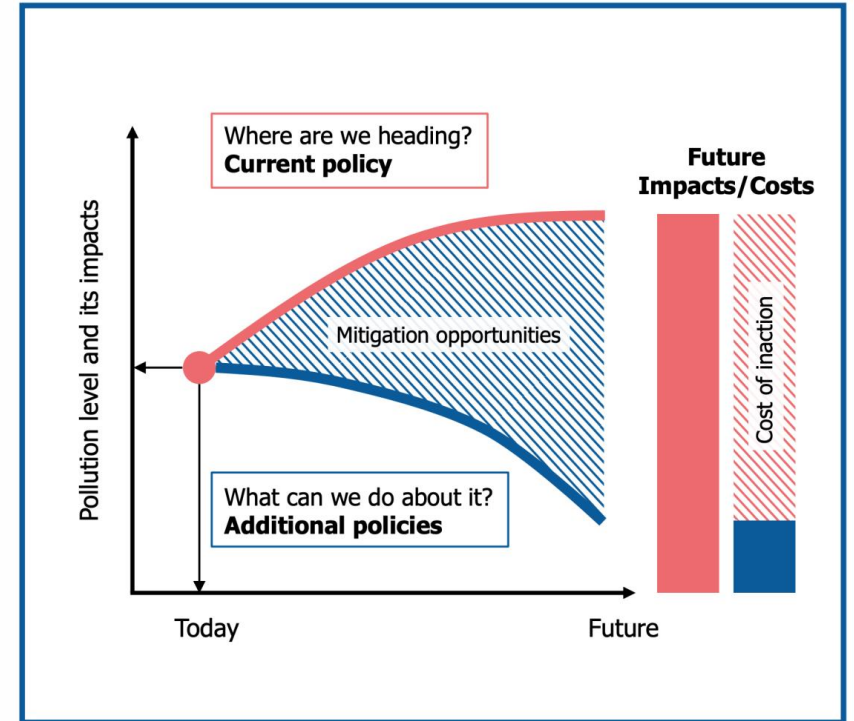 Where are we heading?
Current policy
Future
Impacts/Costs
Pollution level and its impacts
Mitigation opportunities
Cost of inaction
What can we do about it?
Additional policies
Today
Future